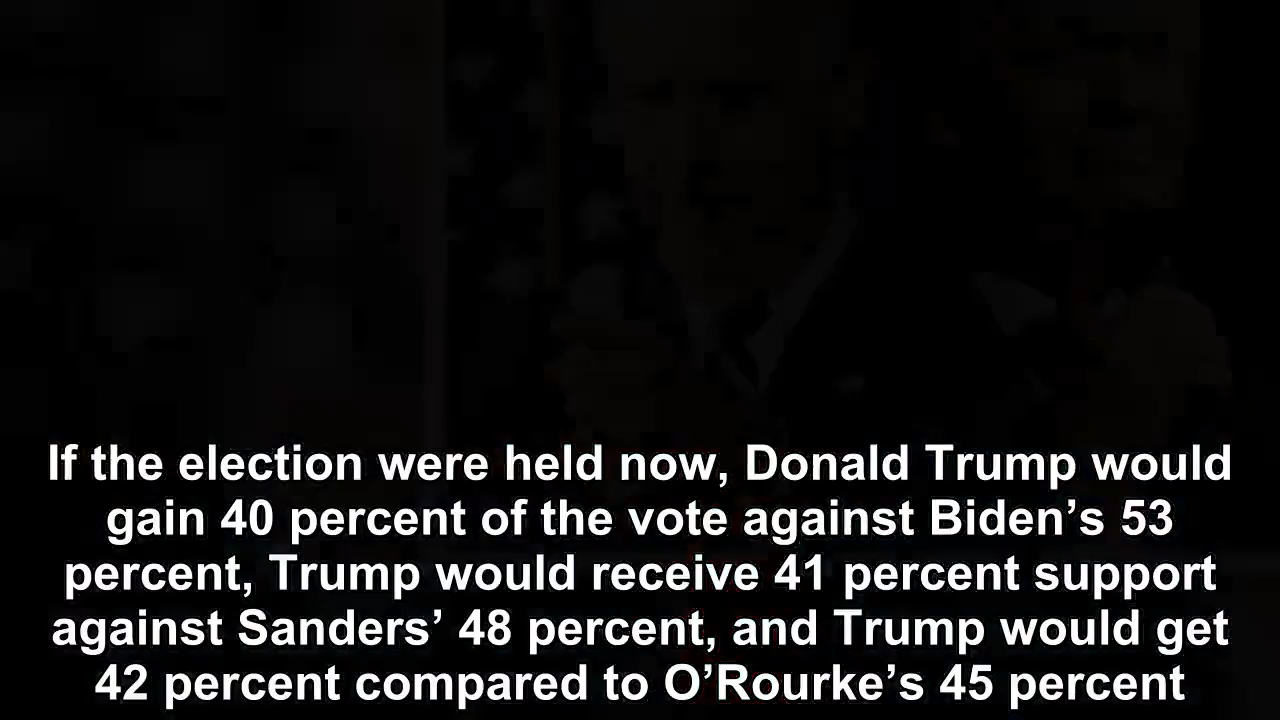 If the election were held now, Donald Trump would
gain 40 percent of the vote against Biden’s 53
percent, Trump would receive 41 percent support
against Sanders’ 48 percent, and Trump would get
42 percent compared to O’Rourke’s 45 percent